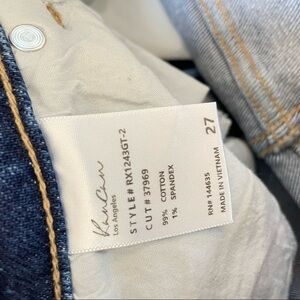 KanCan
Los Angeles
STYLE# RX1243GT-2
CUT# 37969
99% COTTON
1% SPANDEX
27
RN# 144635
MADE IN VIETNAM